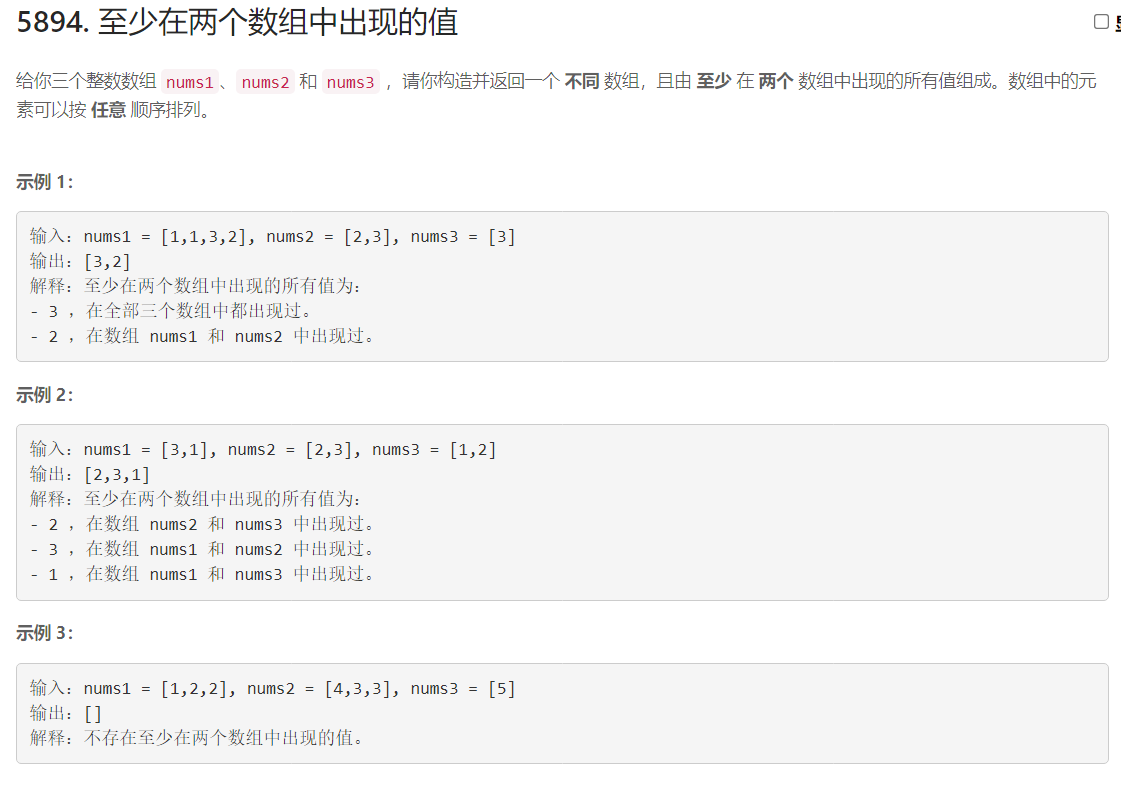 5894. 至少在两个数组中出现的值
给你三个整数数组 nums1、nums2 和 nums3 ，请你构造并返回一个 不同 数组，且由 至少 在 两个 数组中出现的所有值组成。数组中的元
素可以按 任意 顺序排列。
示例 1：
输入：nums1 = [1,1,3,2], nums2 = [2,3], nums3 = [3]
输出：[3,2]
解释：至少在两个数组中出现的所有值为：
- 3 ，在全部三个数组中都出现过。
- 2 ，在数组 nums1 和 nums2 中出现过。
示例 2：
输入：nums1 = [3,1], nums2 = [2,3], nums3 = [1,2]
输出：[2,3,1]
解释：至少在两个数组中出现的所有值为：
- 2 ，在数组 nums2 和 nums3 中出现过。
- 3 ，在数组 nums1 和 nums2 中出现过。
- 1 ，在数组 nums1 和 nums3 中出现过。
示例 3：
输入：nums1 = [1,2,2], nums2 = [4,3,3], nums3 = [5]
输出：[]
解释：不存在至少在两个数组中出现的值。